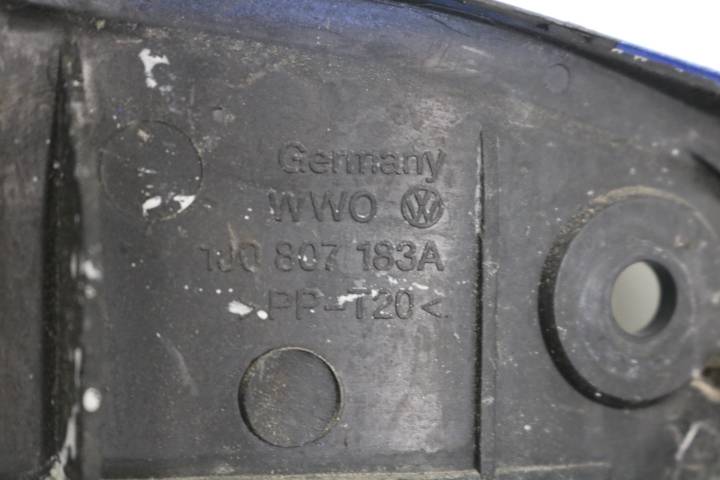 Germany
WWO
1J0 807 183A
>PP-T20<